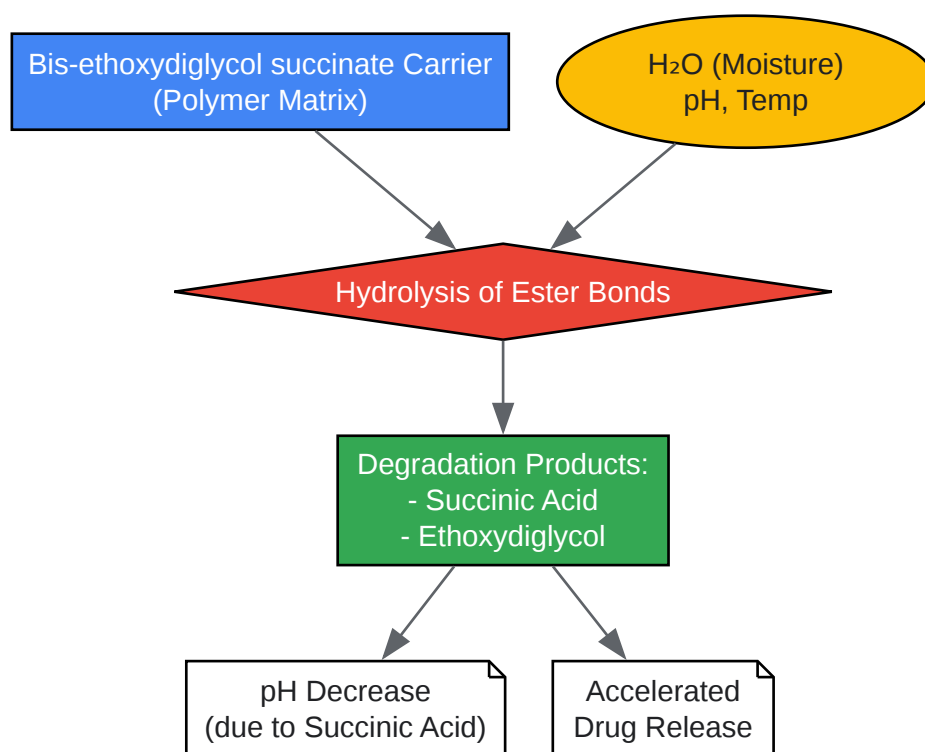 Bis-ethoxydiglycol succinate Carrier
(Polymer Matrix)
H₂O (Moisture)
pH, Temp
Hydrolysis of Ester Bonds
Degradation Products:
- Succinic Acid
- Ethoxydiglycol
pH Decrease
(due to Succinic Acid)
Accelerated
Drug Release